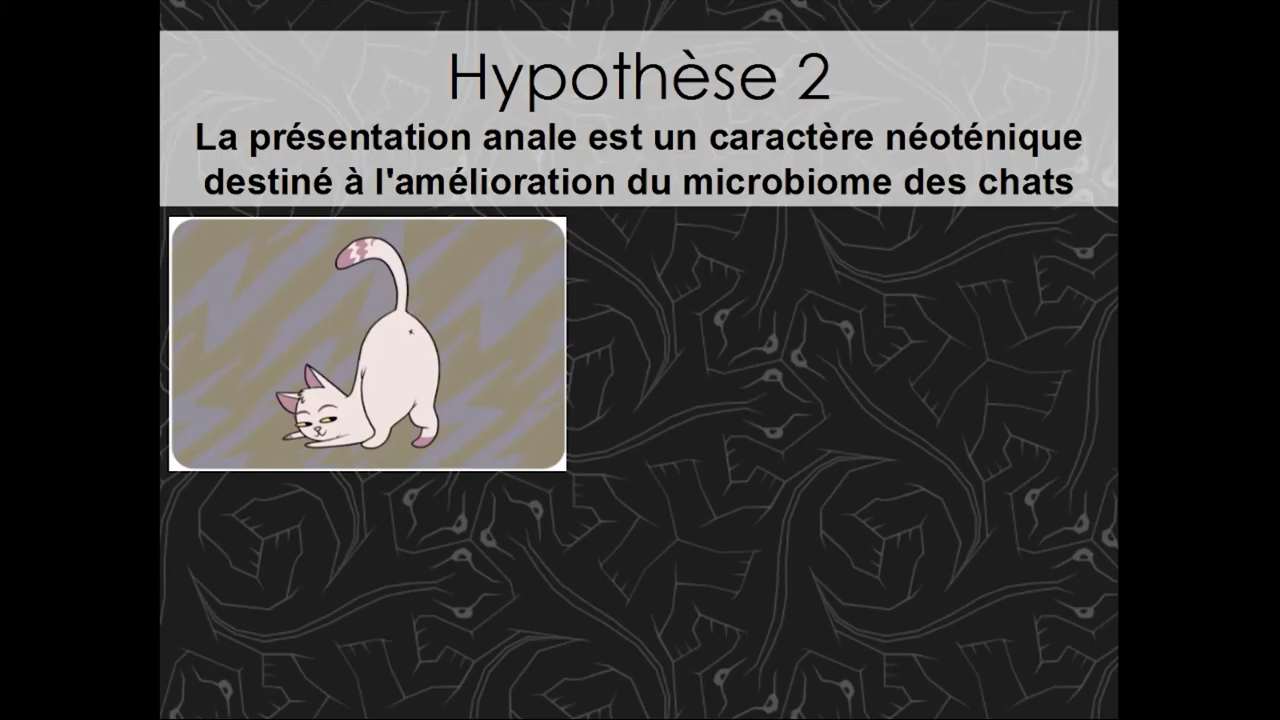 Hypothèse 2
La présentation anale est un caractère néoténique
destiné à l'amélioration du microbiome des chats